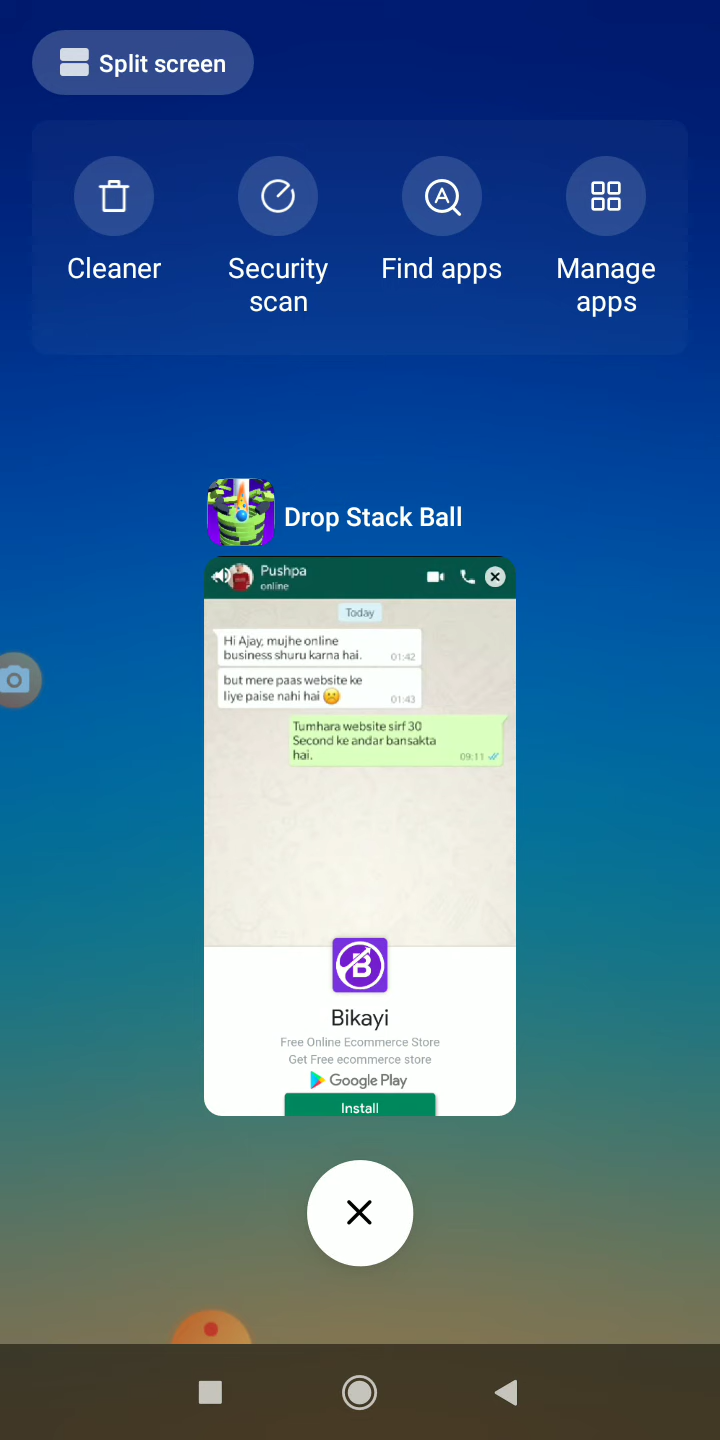 Split screen
Cleaner
Security
scan
Find apps
Manage
apps
Drop Stack Ball
Pushpa
online
Today
Hi Ajay, mujhe online
business shuru karna hai.
01:42
but mere paas website ke
liye paise nahi hai ☹️
01:43
Tumhara website sirf 30
Second ke andar bansakta
hai.
09:11
B
Bikayi
Free Online Ecommerce Store
Get Free ecommerce store
Google Play
Install